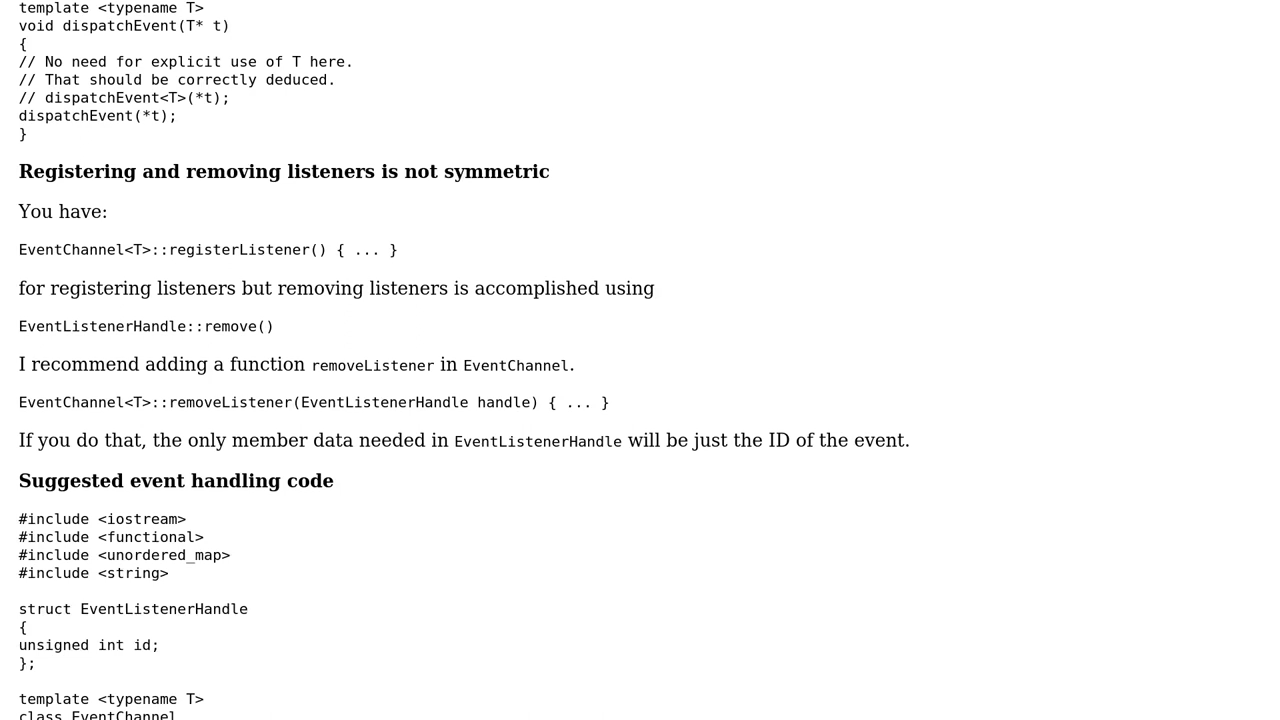 template <typename T>
void dispatchEvent(T* t)
{
// No need for explicit use of T here.
// That should be correctly deduced.
// dispatchEvent<T>(*t);
dispatchEvent(*t);
}
Registering and removing listeners is not symmetric
You have:
EventChannel<T>::registerListener() { ... }
for registering listeners but removing listeners is accomplished using
EventListenerHandle::remove()
I recommend adding a function removeListener in EventChannel.
EventChannel<T>::removeListener(EventListenerHandle handle) { ... }
If you do that, the only member data needed in EventListenerHandle will be just the ID of the event.
Suggested event handling code
#include <iostream>
#include <functional>
#include <unordered_map>
#include <string>
struct EventListenerHandle
{
unsigned int id;
};
template <typename T>
class EventChannel